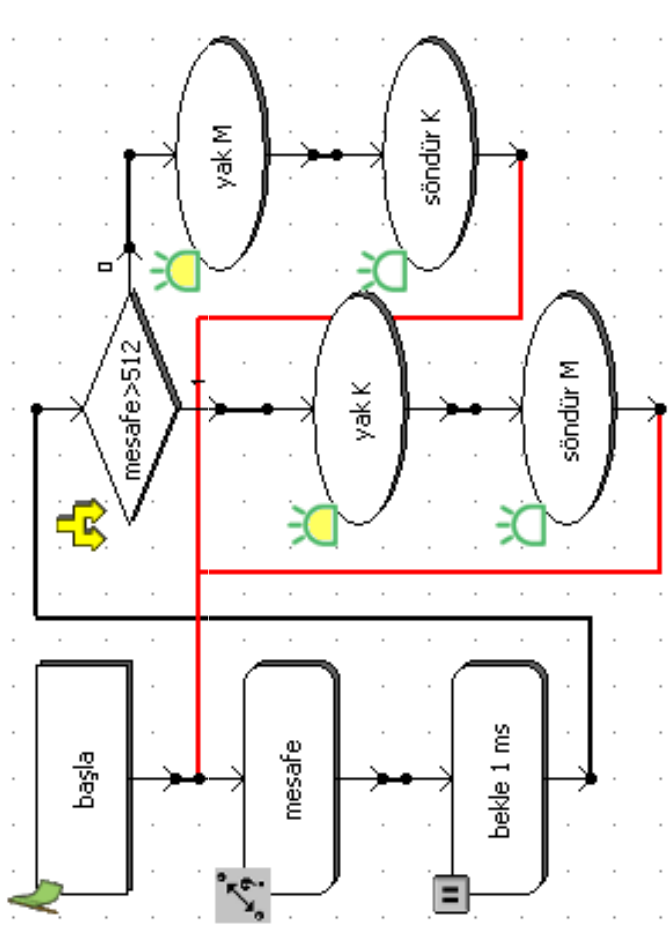 başla
mesafe
bekle 1 ms
mesafe>512
1
yak K
söndür M
0
yak M
söndür K